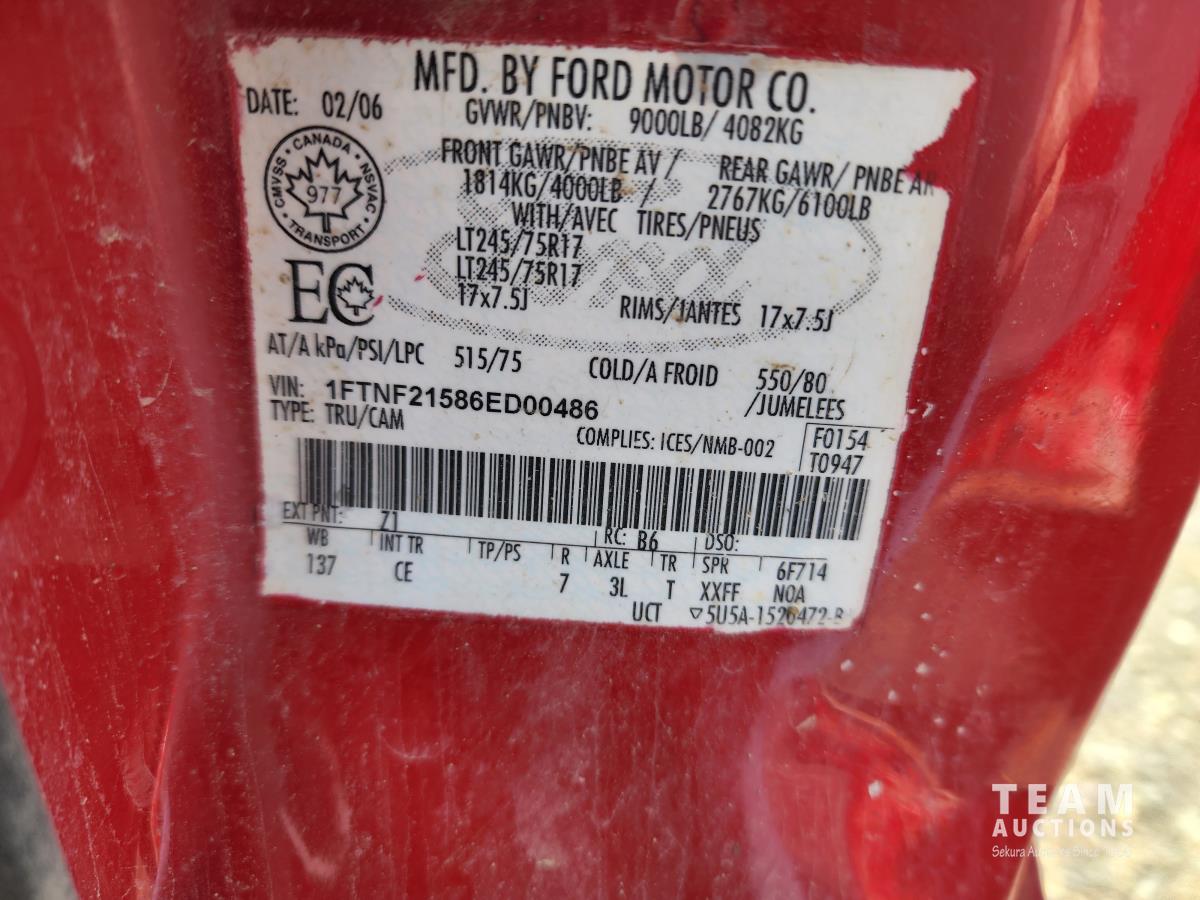 MFD. BY FORD MOTOR CO.
DATE: 02/06
GVWR/PNBV: 9000LB/ 4082KG
CMVSS · CANADA · NSVAC · TRANSPORT
977
FRONT GAWR/PNBE AV / REAR GAWR/ PNBE AR
1814KG/4000LB / 2767KG/6100LB
WITH/AVEC TIRES/PNEUS
LT245/75R17
LT245/75R17
17x7.5J RIMS/JANTES 17x7.5J
EC
AT/A kPa/PSI/LPC 515/75 COLD/A FROID 550/80
/JUMELEES
VIN: 1FTNF21586ED00486
TYPE: TRU/CAM
COMPLIES: ICES/NMB-002
F0154
T0947
EXT PNT: Z1 RC: B6 DSO:
WB INT TR TP/PS R AXLE TR SPR 6F714
137 CE 7 3L T XXFF NOA
UCT ▽5U5A-1520472-B
TEAM
AUCTIONS
Sekura Auctions Since